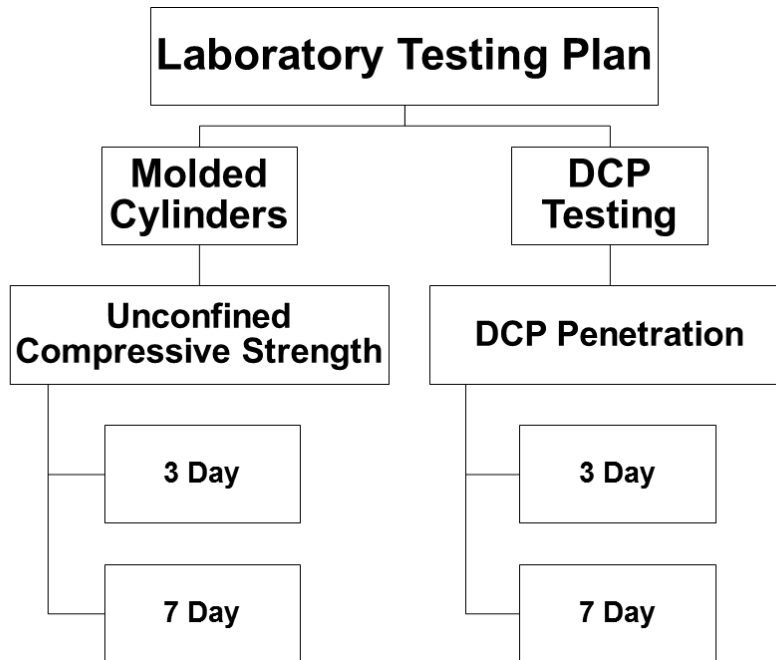 Laboratory Testing Plan
Molded
Cylinders
DCP
Testing
Unconfined
Compressive Strength
DCP Penetration
3 Day
3 Day
7 Day
7 Day